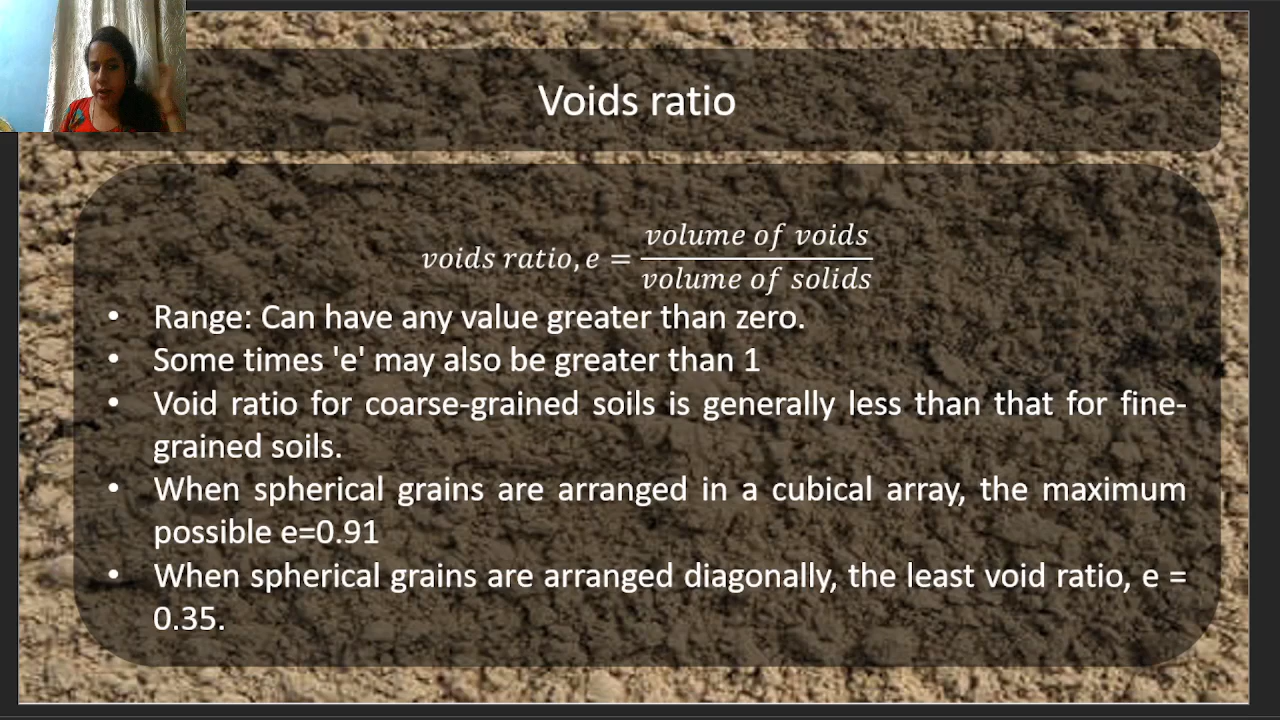 Voids ratio
voids ratio, e = volume of voids / volume of solids
• Range: Can have any value greater than zero.
• Some times 'e' may also be greater than 1
• Void ratio for coarse-grained soils is generally less than that for fine-
grained soils.
• When spherical grains are arranged in a cubical array, the maximum
possible e=0.91
• When spherical grains are arranged diagonally, the least void ratio, e =
0.35.